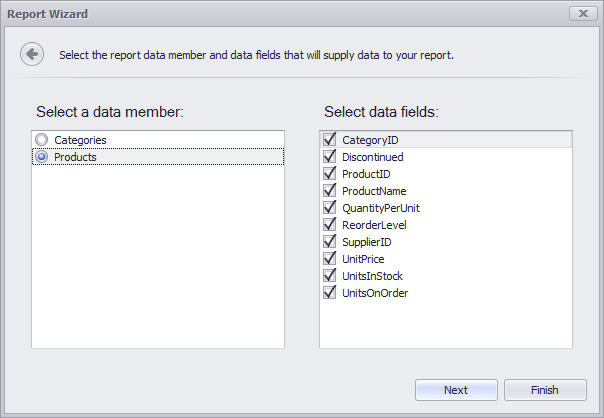 Report Wizard
Select the report data member and data fields that will supply data to your report.
Select a data member:
Categories
Products
Select data fields:
CategoryID
Discontinued
ProductID
ProductName
QuantityPerUnit
ReorderLevel
SupplierID
UnitPrice
UnitsInStock
UnitsOnOrder
Next
Finish